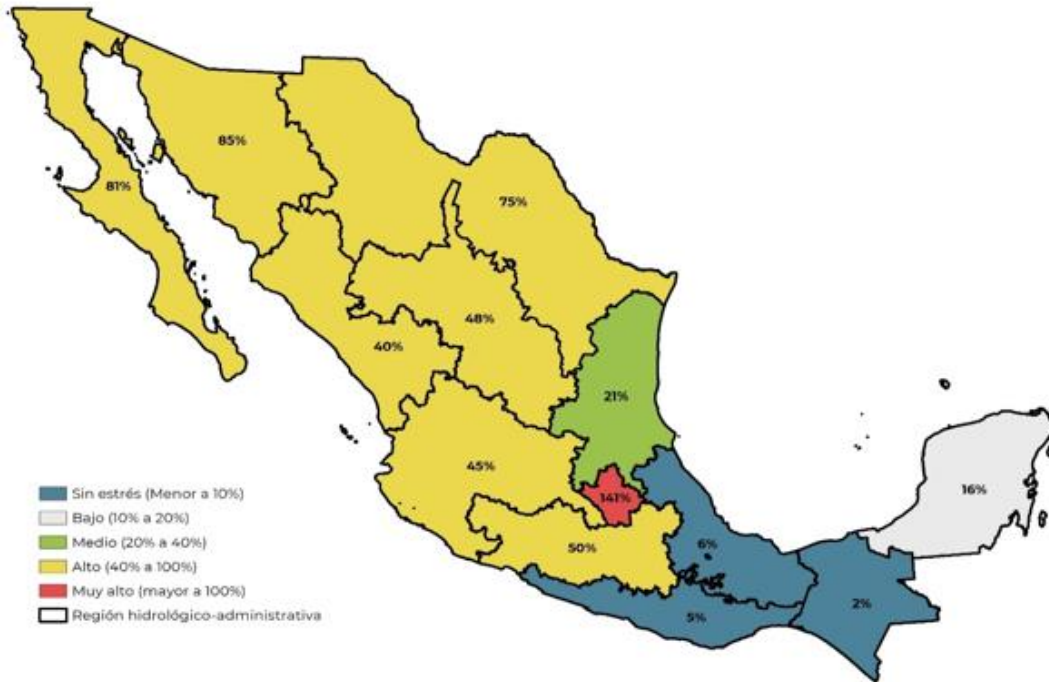 85%
81%
75%
48%
40%
21%
45%
141%
16%
50%
6%
5%
2%
Sin estrés (Menor a 10%)
Bajo (10% a 20%)
Medio (20% a 40%)
Alto (40% a 100%)
Muy alto (mayor a 100%)
Región hidrológico-administrativa